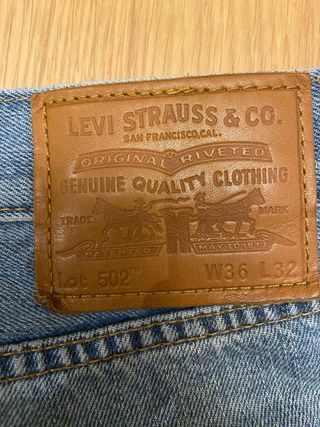 LEVI STRAUSS & CO.
SAN FRANCISCO, CAL.
ORIGINAL RIVETED
GENUINE QUALITY CLOTHING
TRADE MARK
PATENTED MAY 20 1873
Lot 502™ W36 L32